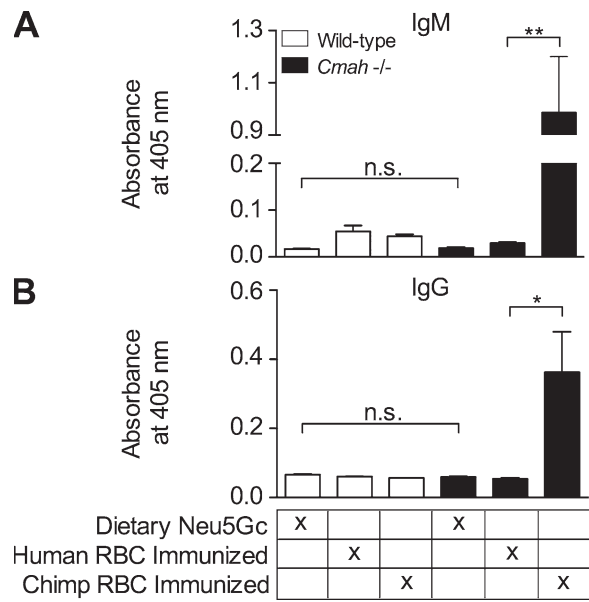 A
IgM
Wild-type
Cmah -/-
**
1.3
1.1
0.9
0.2
0.1
0.0
Absorbance
at 405 nm
n.s.
B
IgG
*
0.6
0.4
0.2
0.0
Absorbance
at 405 nm
n.s.
Dietary Neu5Gc x x
Human RBC Immunized x x
Chimp RBC Immunized x x